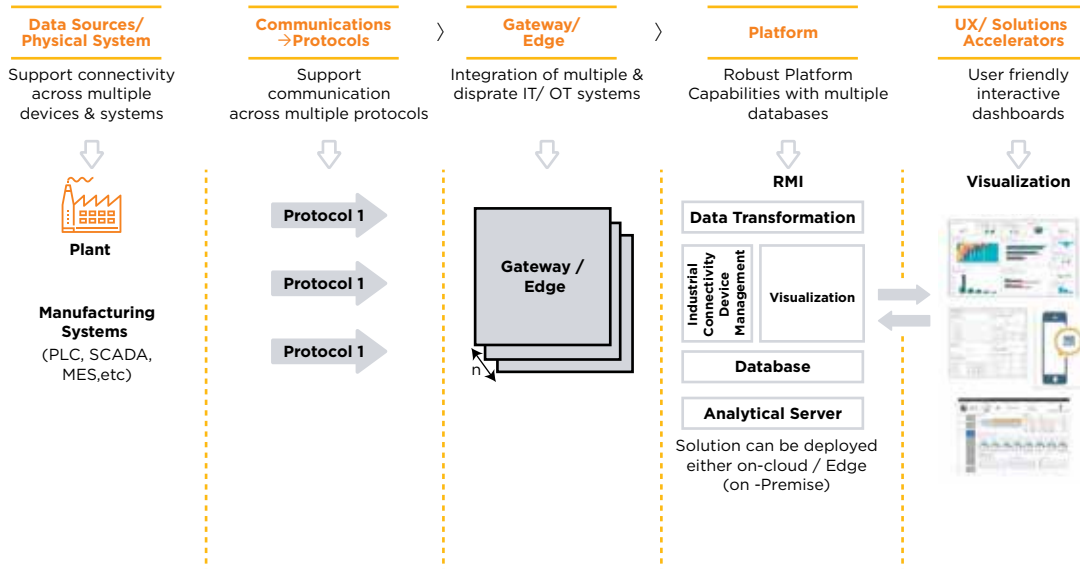 Data Sources/
Physical System
Support connectivity
across multiple
devices & systems
Plant
Manufacturing
Systems
(PLC, SCADA,
MES,etc)
Communications
→Protocols
Support
communication
across multiple protocols
Protocol 1
Protocol 1
Protocol 1
Gateway/
Edge
Integration of multiple &
disprate IT/ OT systems
Gateway /
Edge
n
Platform
Robust Platform
Capabilities with multiple
databases
RMI
Data Transformation
Industrial
Connectivity
Device
Management
Visualization
Database
Analytical Server
Solution can be deployed
either on-cloud / Edge
(on -Premise)
UX/ Solutions
Accelerators
User friendly
interactive
dashboards
Visualization